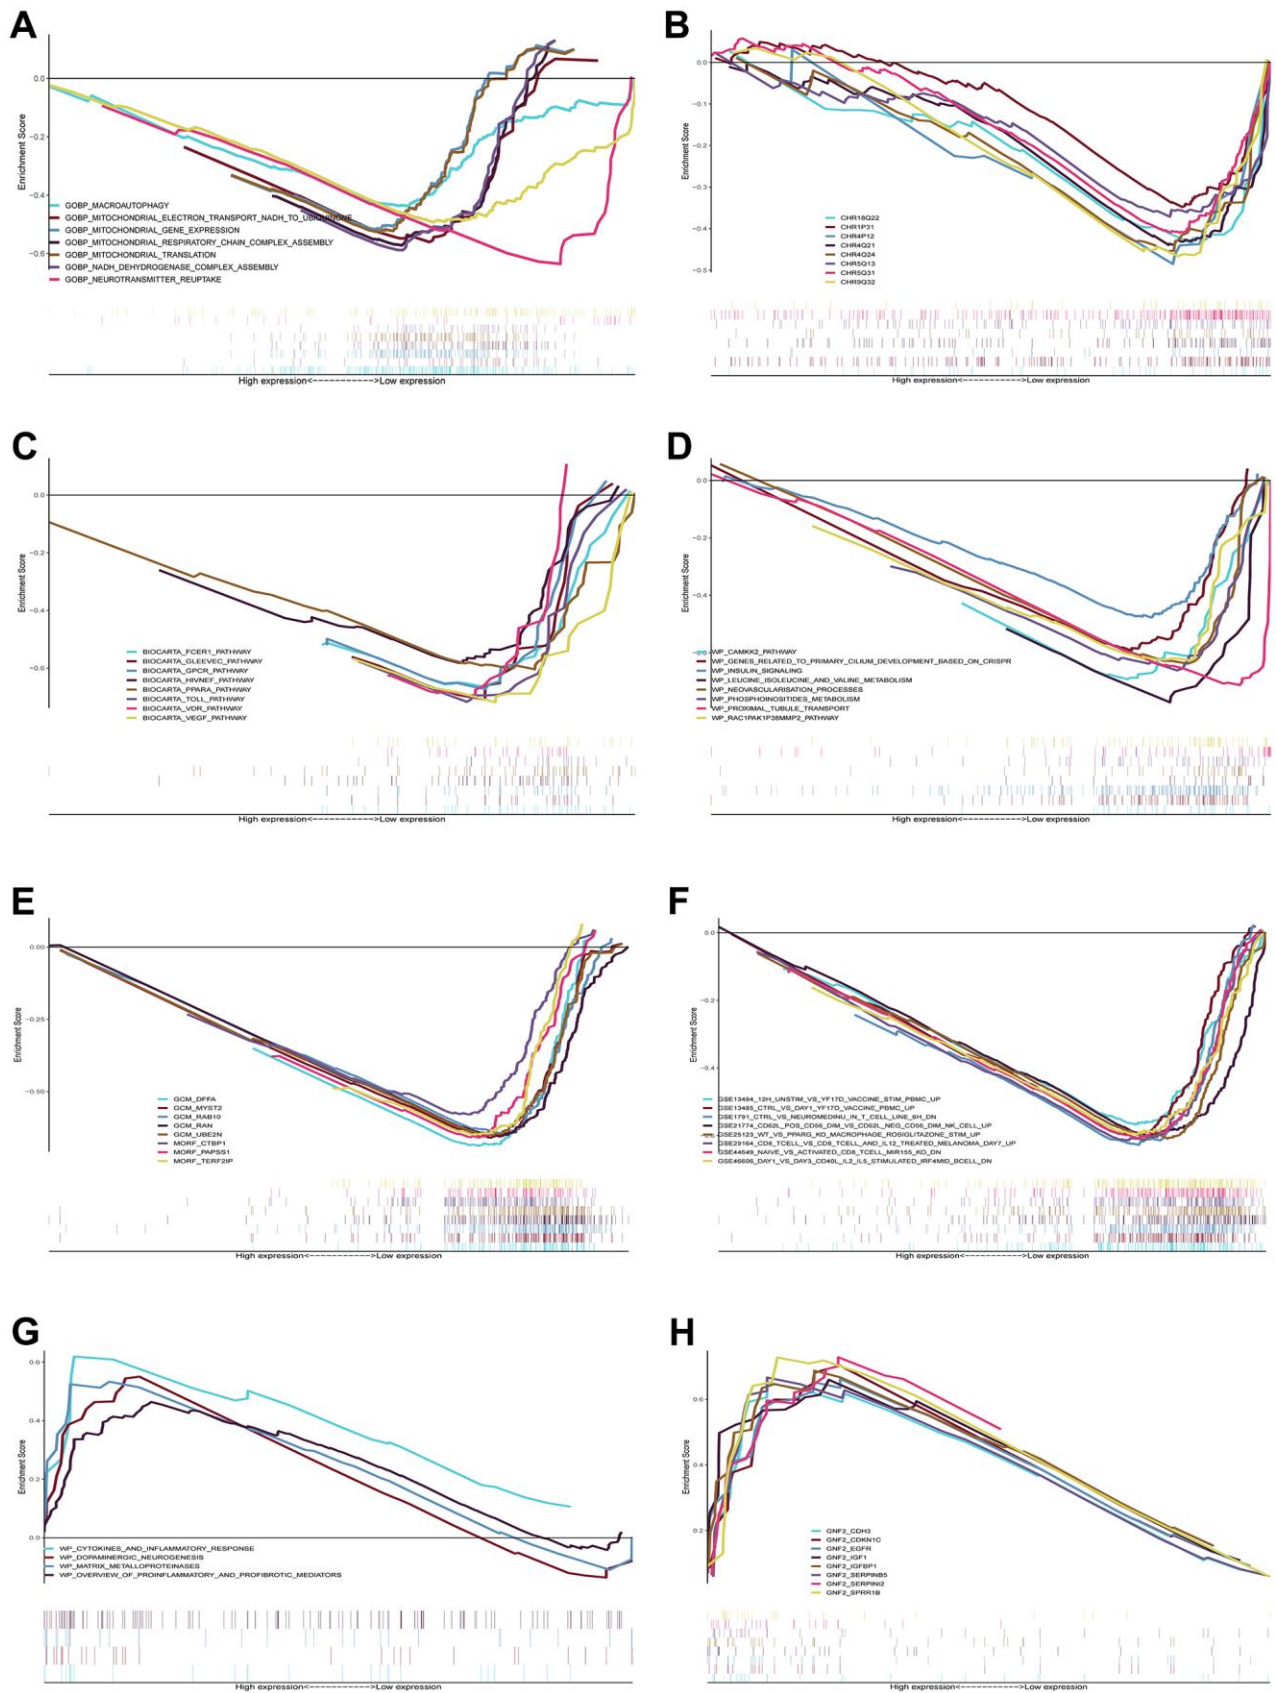 A
0.0
−0.2
−0.4
−0.6
Enrichment Score
GOBP_MACROAUTOPHAGY
GOBP_MITOCHONDRIAL_ELECTRON_TRANSPORT_NADH_TO_UBIQUINONE
GOBP_MITOCHONDRIAL_GENE_EXPRESSION
GOBP_MITOCHONDRIAL_RESPIRATORY_CHAIN_COMPLEX_ASSEMBLY
GOBP_MITOCHONDRIAL_TRANSLATION
GOBP_NADH_DEHYDROGENASE_COMPLEX_ASSEMBLY
GOBP_NEUROTRANSMITTER_REUPTAKE
High expression<----------->Low expression
B
0.0
−0.1
−0.2
−0.3
−0.4
−0.5
Enrichment Score
CHR18Q22
CHR1P31
CHR4P12
CHR4Q21
CHR4Q24
CHR5Q13
CHR5Q31
CHR9Q32
High expression<----------->Low expression
C
0.0
−0.2
−0.4
−0.6
Enrichment Score
BIOCARTA_FCER1_PATHWAY
BIOCARTA_GLEEVEC_PATHWAY
BIOCARTA_GPCR_PATHWAY
BIOCARTA_HIVNEF_PATHWAY
BIOCARTA_PPARA_PATHWAY
BIOCARTA_TOLL_PATHWAY
BIOCARTA_VDR_PATHWAY
BIOCARTA_VEGF_PATHWAY
High expression<----------->Low expression
D
0.0
−0.2
−0.4
Enrichment Score
WP_CAMKK2_PATHWAY
WP_GENES_RELATED_TO_PRIMARY_CILIUM_DEVELOPMENT_BASED_ON_CRISPR
WP_INSULIN_SIGNALING
WP_LEUCINE_ISOLEUCINE_AND_VALINE_METABOLISM
WP_NEOVASCULARISATION_PROCESSES
WP_PHOSPHOINOSITIDES_METABOLISM
WP_PROXIMAL_TUBULE_TRANSPORT
WP_RAC1PAK1P38MMP2_PATHWAY
High expression<----------->Low expression
E
0.00
−0.25
−0.50
Enrichment Score
GCM_DFFA
GCM_MYST2
GCM_RAB10
GCM_RAN
GCM_UBE2N
MORF_CTBP1
MORF_PAPSS1
MORF_TERF2IP
High expression<----------->Low expression
F
0.0
−0.2
−0.4
Enrichment Score
GSE13484_12H_UNSTIM_VS_YF17D_VACCINE_STIM_PBMC_UP
GSE13485_CTRL_VS_DAY1_YF17D_VACCINE_PBMC_UP
GSE1791_CTRL_VS_NEUROMEDINU_IN_T_CELL_LINE_6H_DN
GSE21774_CD62L_POS_CD56_DIM_VS_CD62L_NEG_CD56_DIM_NK_CELL_UP
GSE25123_WT_VS_PPARG_KO_MACROPHAGE_ROSIGLITAZONE_STIM_UP
GSE29164_CD8_TCELL_VS_CD8_TCELL_AND_IL12_TREATED_MELANOMA_DAY7_UP
GSE44649_NAIVE_VS_ACTIVATED_CD8_TCELL_MIR155_KO_DN
GSE46606_DAY1_VS_DAY3_CD40L_IL2_IL5_STIMULATED_IRF4MID_BCELL_DN
High expression<----------->Low expression
G
0.6
0.4
0.2
0.0
Enrichment Score
WP_CYTOKINES_AND_INFLAMMATORY_RESPONSE
WP_DOPAMINERGIC_NEUROGENESIS
WP_MATRIX_METALLOPROTEINASES
WP_OVERVIEW_OF_PROINFLAMMATORY_AND_PROFIBROTIC_MEDIATORS
High expression<----------->Low expression
H
0.6
0.4
0.2
Enrichment Score
GNF2_CDH3
GNF2_CDKN1C
GNF2_EGFR
GNF2_IGF1
GNF2_IGFBP1
GNF2_SERPINB5
GNF2_SERPINI2
GNF2_SPRR1B
High expression<----------->Low expression